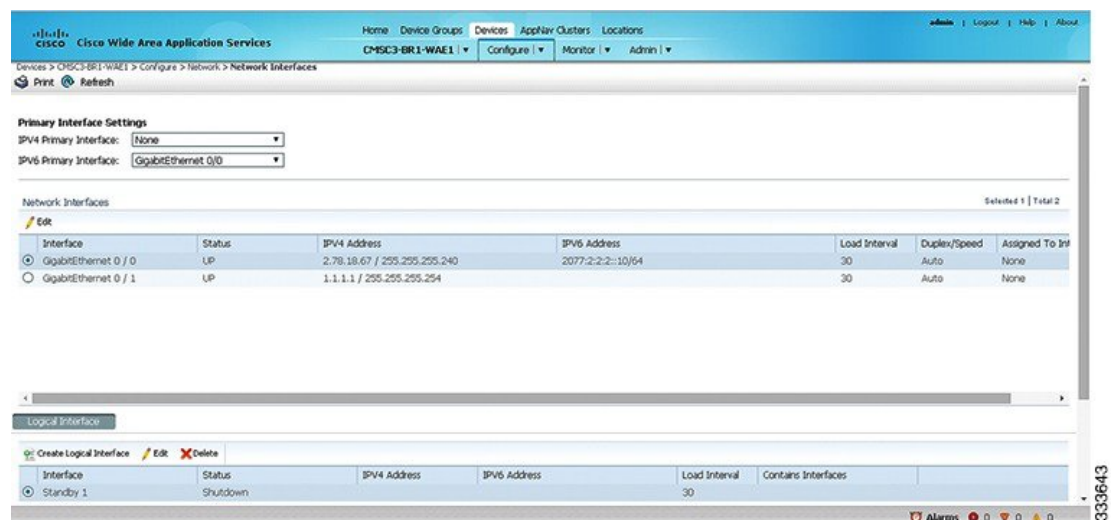 admin | Logout | Help | About
cisco Cisco Wide Area Application Services
Home Device Groups Devices AppNav Clusters Locations
CMSC3-BR1-WAE1 | Configure | Monitor | Admin |
Devices > CMSC3-BR1-WAE1 > Configure > Network > Network Interfaces
Print Refresh
Primary Interface Settings
IPV4 Primary Interface: None
IPV6 Primary Interface: GigabitEthernet 0/0
Network Interfaces Selected 1 | Total 2
Edit
Interface Status IPV4 Address IPV6 Address Load Interval Duplex/Speed Assigned To Int
GigabitEthernet 0 / 0 UP 2.78.18.67 / 255.255.255.240 2077:2:2:2::10/64 30 Auto None
GigabitEthernet 0 / 1 UP 1.1.1.1 / 255.255.255.254 30 Auto None
Logical Interface
Create Logical Interface Edit Delete
Interface Status IPV4 Address IPV6 Address Load Interval Contains Interfaces
Standby 1 Shutdown 30
Alarms 0 0 0
333643